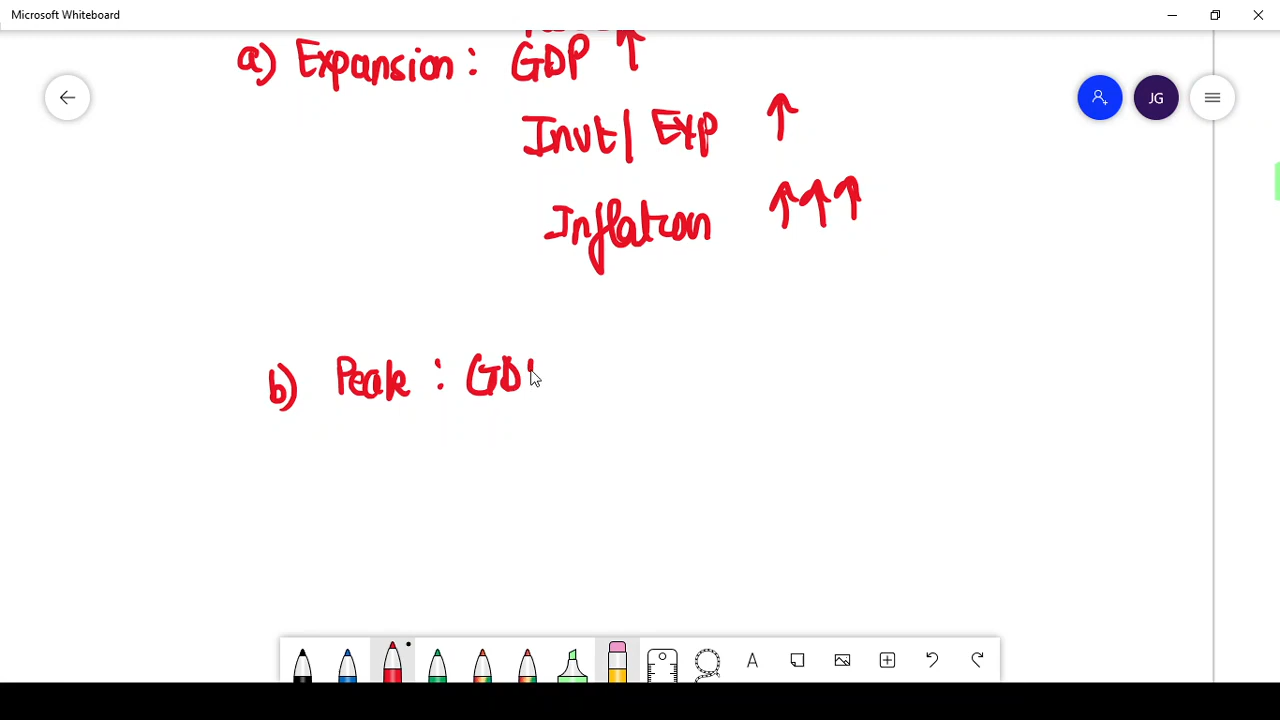 Microsoft Whiteboard
a) Expansion : GDP ↑
JG
Invt| Exp ↑
Inflation ↑↑↑
b) Peak : GD
A